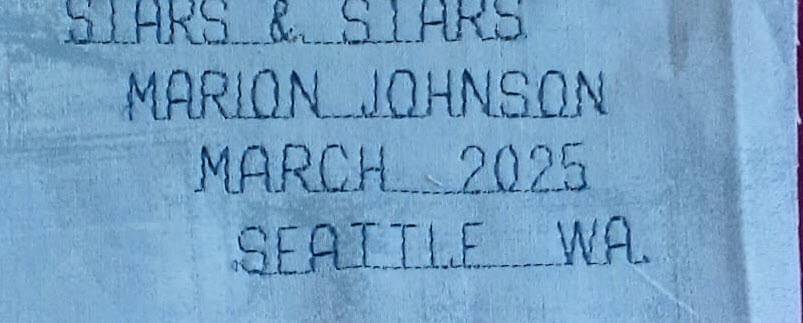 STARS & STARS
MARION JOHNSON
MARCH 2025
SEATTLE WA.